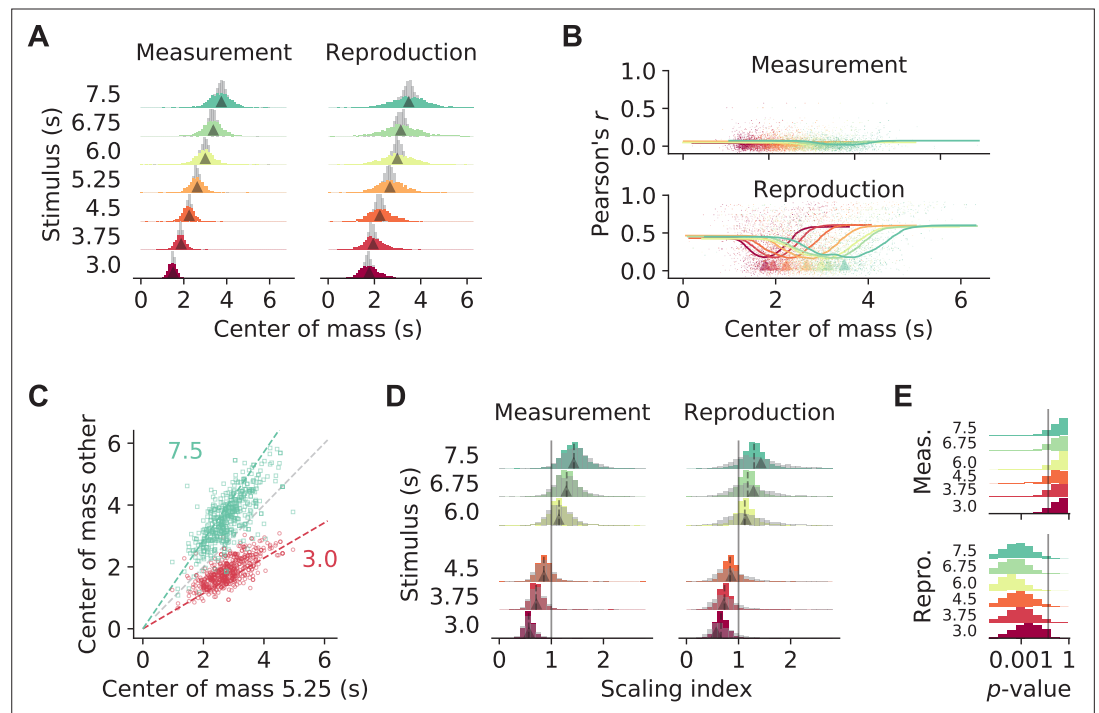 A
Measurement
Reproduction
Stimulus (s)
7.5
6.75
6.0
5.25
4.5
3.75
3.0
0 2 4 6
0 2 4 6
Center of mass (s)
B
Measurement
Pearson's r
1.0
0.5
0.0
Reproduction
1.0
0.5
0.0
0 2 4 6
Center of mass (s)
C
Center of mass other
6
4
2
0
7.5
3.0
0 2 4 6
Center of mass 5.25 (s)
D
Measurement
Reproduction
Stimulus (s)
7.5
6.75
6.0
4.5
3.75
3.0
0 1 2
0 1 2
Scaling index
E
Meas.
7.5
6.75
6.0
4.5
3.75
3.0
Repro.
7.5
6.75
6.0
4.5
3.75
3.0
0.001 1
p-value